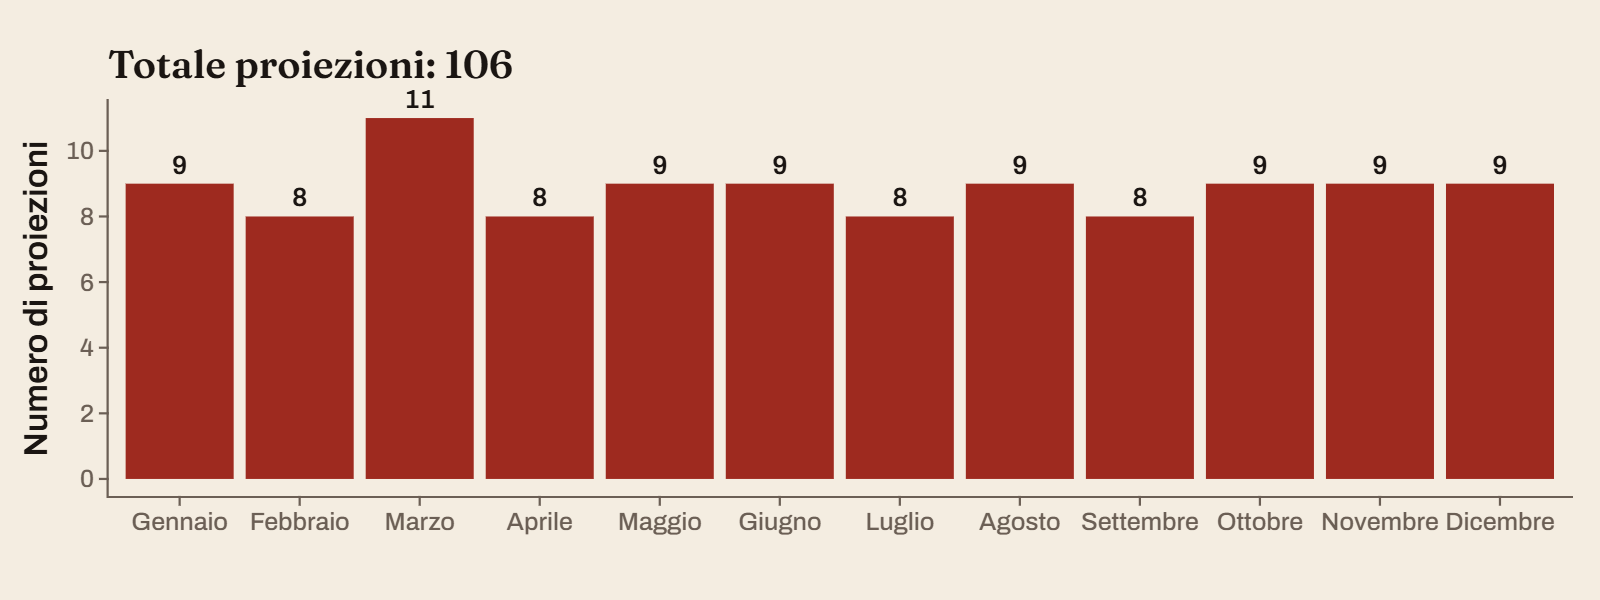 Totale proiezioni: 106
Numero di proiezioni
10
8
6
4
2
0
9
8
11
8
9
9
8
9
8
9
9
9
Gennaio
Febbraio
Marzo
Aprile
Maggio
Giugno
Luglio
Agosto
Settembre
Ottobre
Novembre
Dicembre